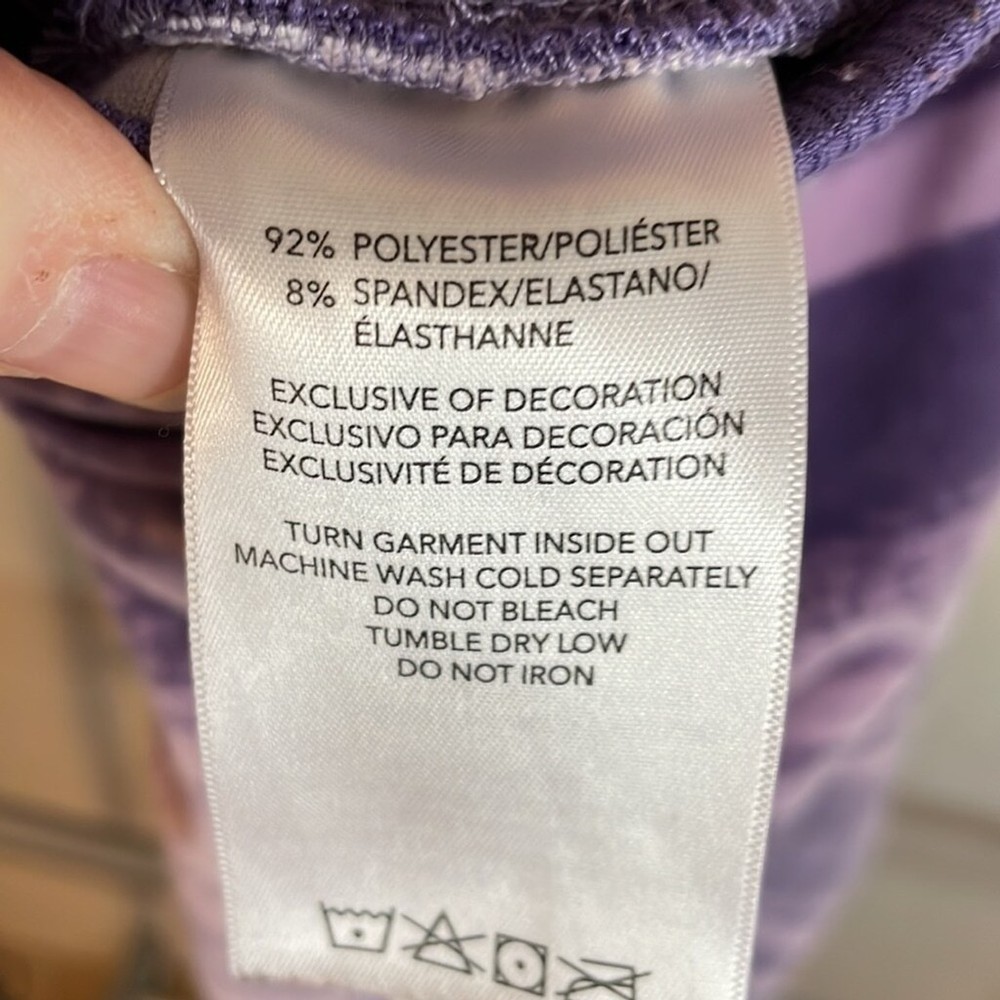 92% POLYESTER/POLIÉSTER
8% SPANDEX/ELASTANO/
ÉLASTHANNE
EXCLUSIVE OF DECORATION
EXCLUSIVO PARA DECORACIÓN
EXCLUSIVITÉ DE DÉCORATION
TURN GARMENT INSIDE OUT
MACHINE WASH COLD SEPARATELY
DO NOT BLEACH
TUMBLE DRY LOW
DO NOT IRON